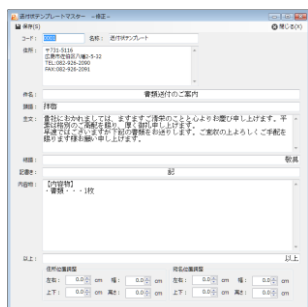 送付状テンプレートマスター －修正－
保存(S) 閉じる(X)
コード： 名称： 送付状テンプレート
住所： 〒731-5116
広島市佐伯区八幡3-5-32
TEL:082-926-2090
FAX:082-926-2091
件名： 書類送付のご案内
頭語： 拝啓
主文： 貴社におかれましては、ますますご清栄のことと心よりお慶び申し上げます。平
素は格別のご高配を賜り、厚く御礼申し上げます。
早速ではございますが下記の書類をお送りします。ご査収の上よろしくご手配を
賜ります様お願い申し上げます。
結語： 敬具
記書き： 記
内容物： 【内容物】
・書類・・・1枚
以上： 以上
住所位置調整 宛名位置調整
左右： 0.0 cm 幅： 0.0 cm 左右： 0.0 cm 幅： 0.0 cm
上下： 0.0 cm 高さ： 0.0 cm 上下： 0.0 cm 高さ： 0.0 cm